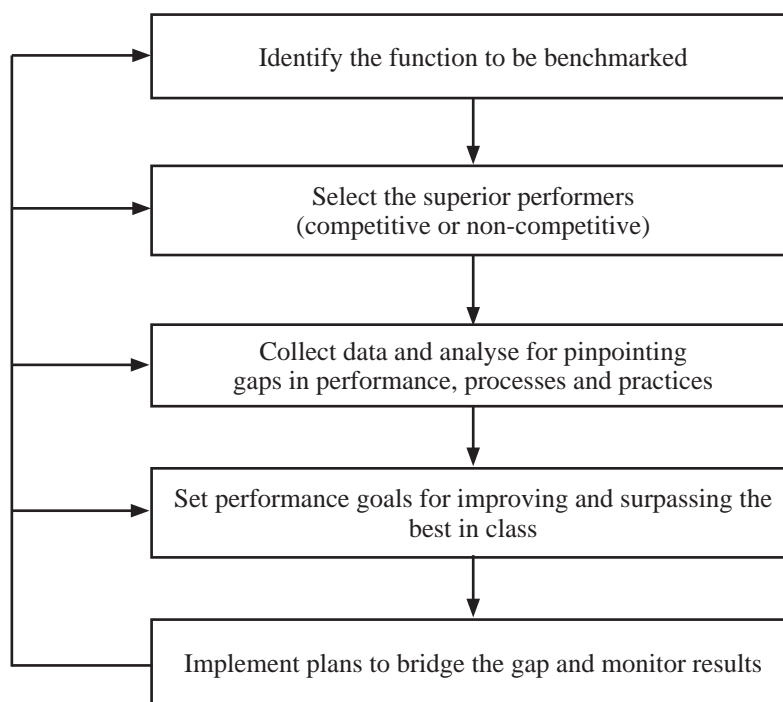 Identify the function to be benchmarked
Select the superior performers
(competitive or non-competitive)
Collect data and analyse for pinpointing
gaps in performance, processes and practices
Set performance goals for improving and surpassing the
best in class
Implement plans to bridge the gap and monitor results